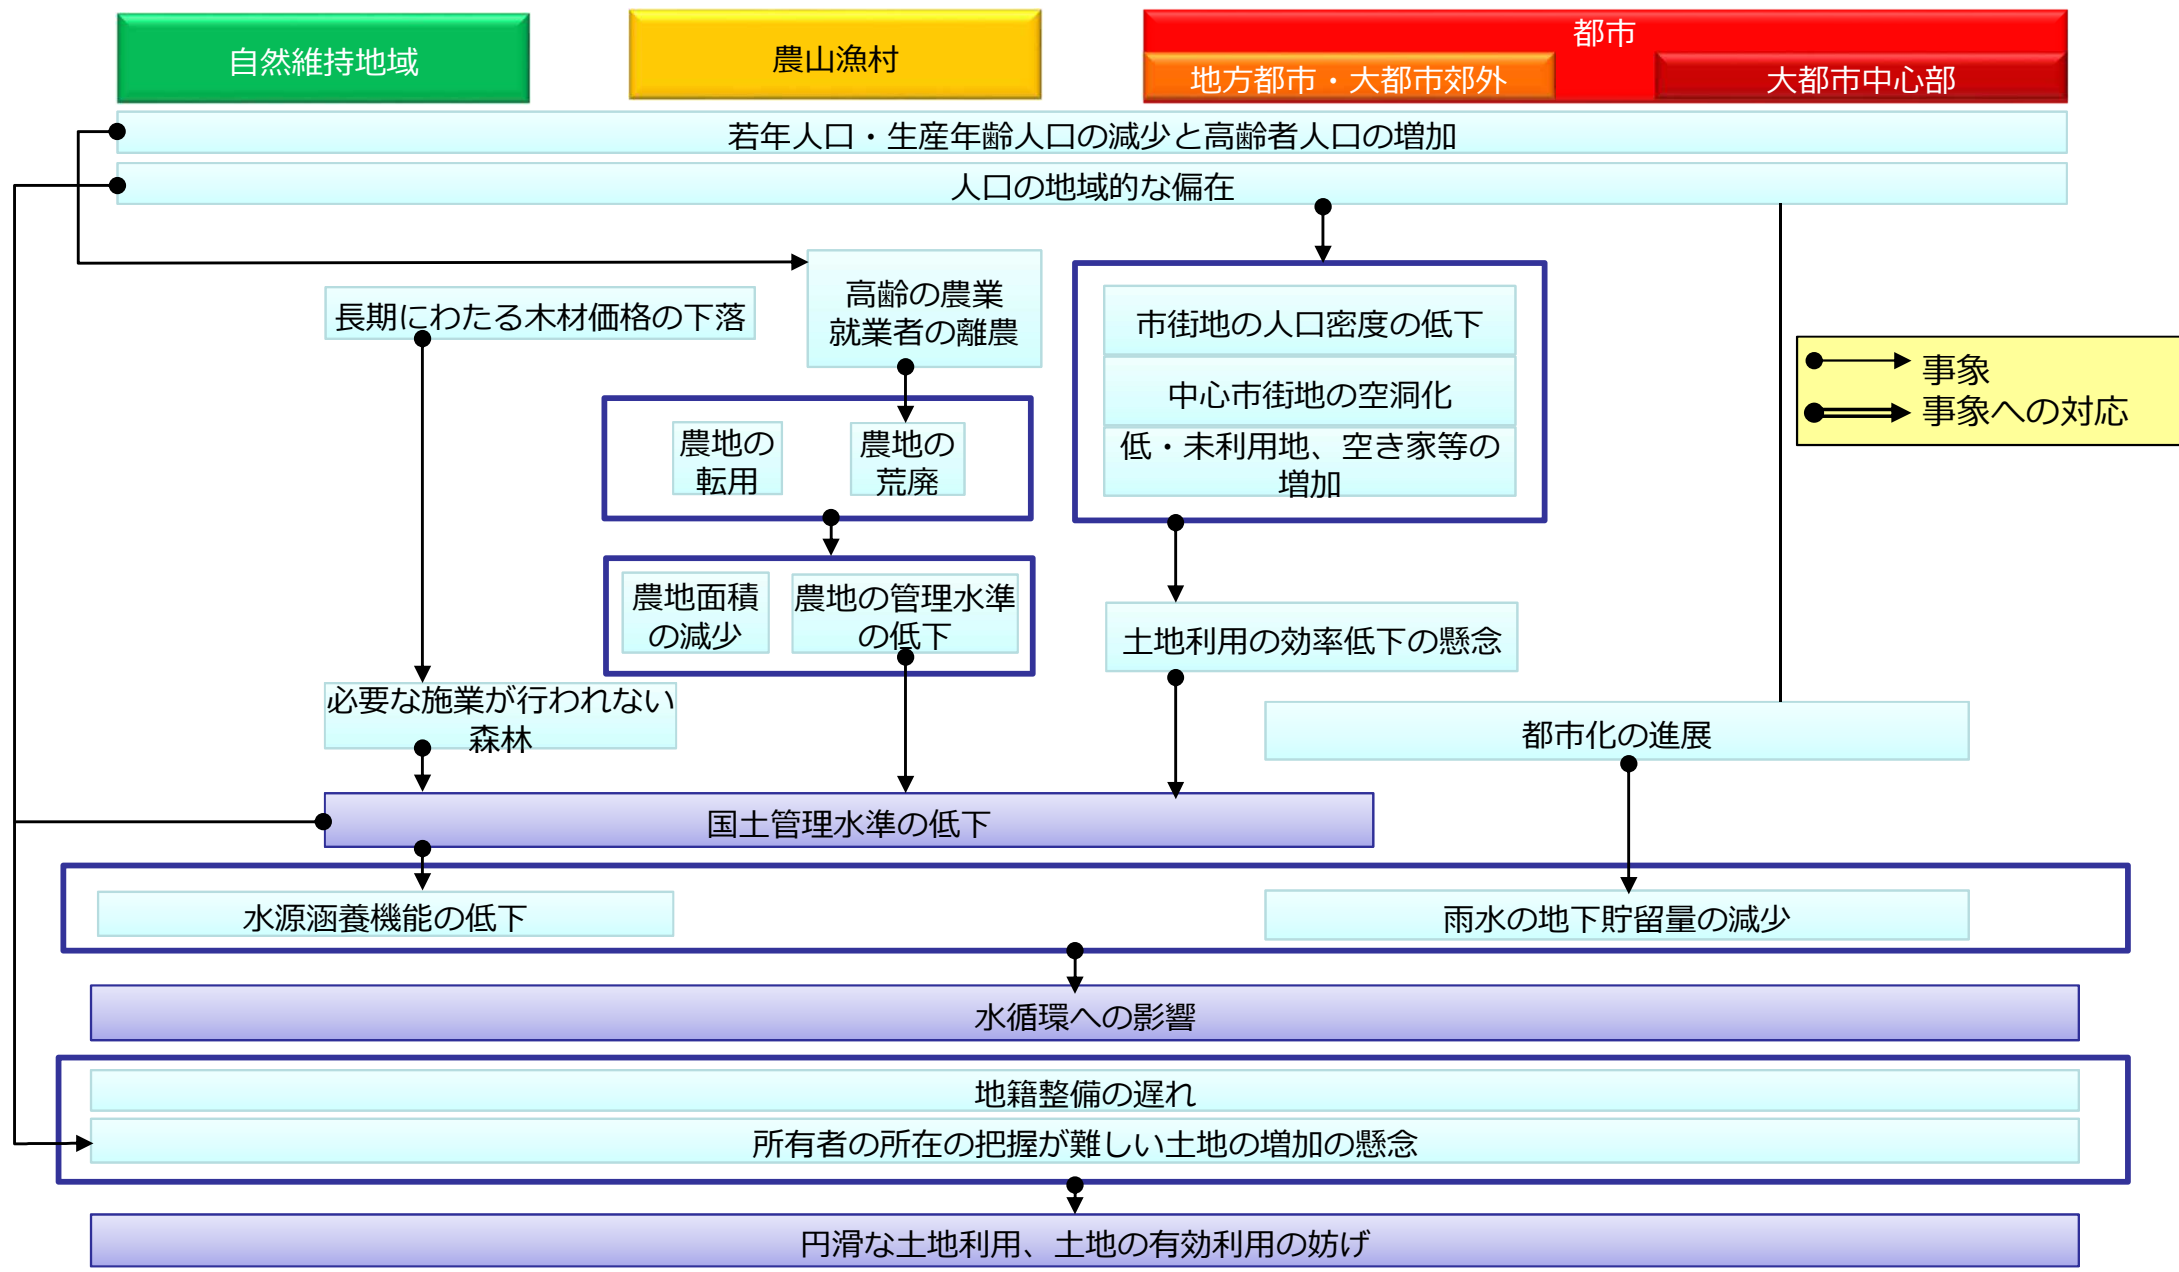 自然維持地域
農山漁村
都市
地方都市・大都市郊外
大都市中心部
若年人口・生産年齢人口の減少と高齢者人口の増加
人口の地域的な偏在
長期にわたる木材価格の下落
高齢の農業
就業者の離農
市街地の人口密度の低下
中心市街地の空洞化
低・未利用地、空き家等の
増加
事象
事象への対応
農地の
転用
農地の
荒廃
農地面積
の減少
農地の管理水準
の低下
土地利用の効率低下の懸念
必要な施業が行われない
森林
都市化の進展
国土管理水準の低下
水源涵養機能の低下
雨水の地下貯留量の減少
水循環への影響
地籍整備の遅れ
所有者の所在の把握が難しい土地の増加の懸念
円滑な土地利用、土地の有効利用の妨げ